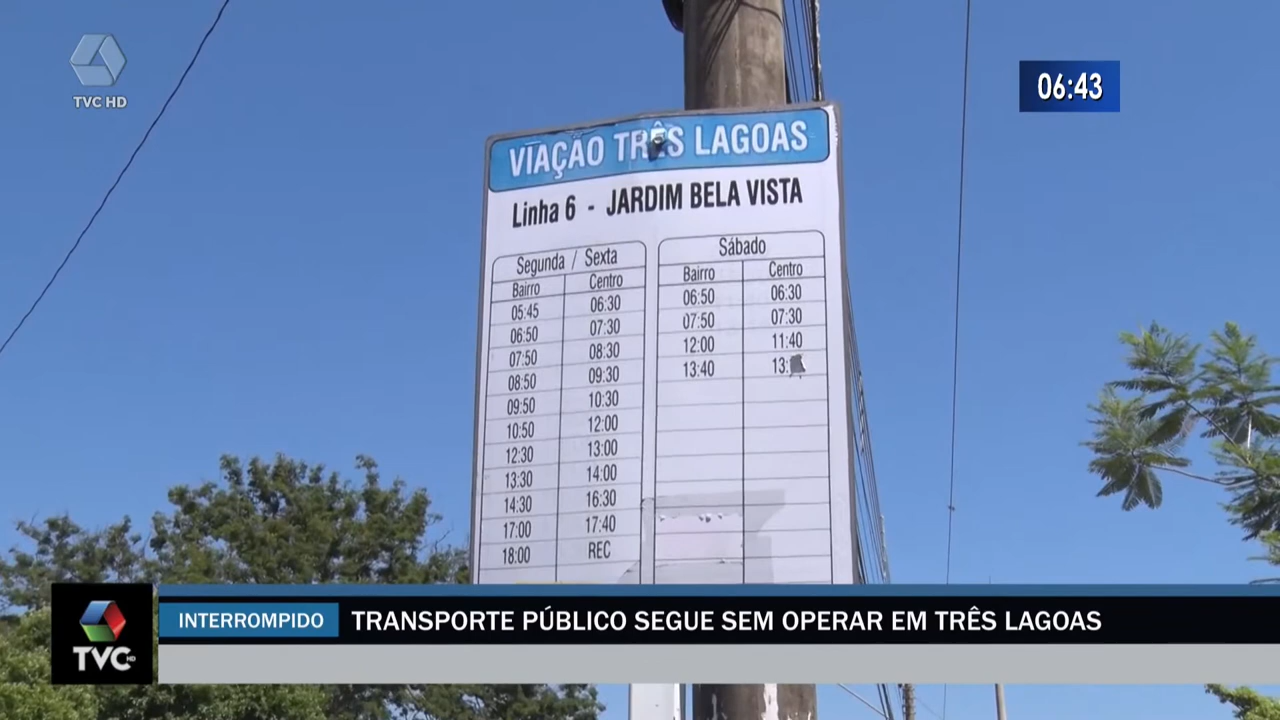 TVC HD
06:43
VIAÇÃO TRÊS LAGOAS
Linha 6 - JARDIM BELA VISTA
Segunda / Sexta
Bairro Centro
05:45 06:30
06:50 07:30
07:50 08:30
08:50 09:30
09:50 10:30
10:50 12:00
12:30 13:00
13:30 14:00
14:30 16:30
17:00 17:40
18:00 REC
Sábado
Bairro Centro
06:50 06:30
07:50 07:30
12:00 11:40
13:40
INTERROMPIDO TRANSPORTE PÚBLICO SEGUE SEM OPERAR EM TRÊS LAGOAS
TVC HD